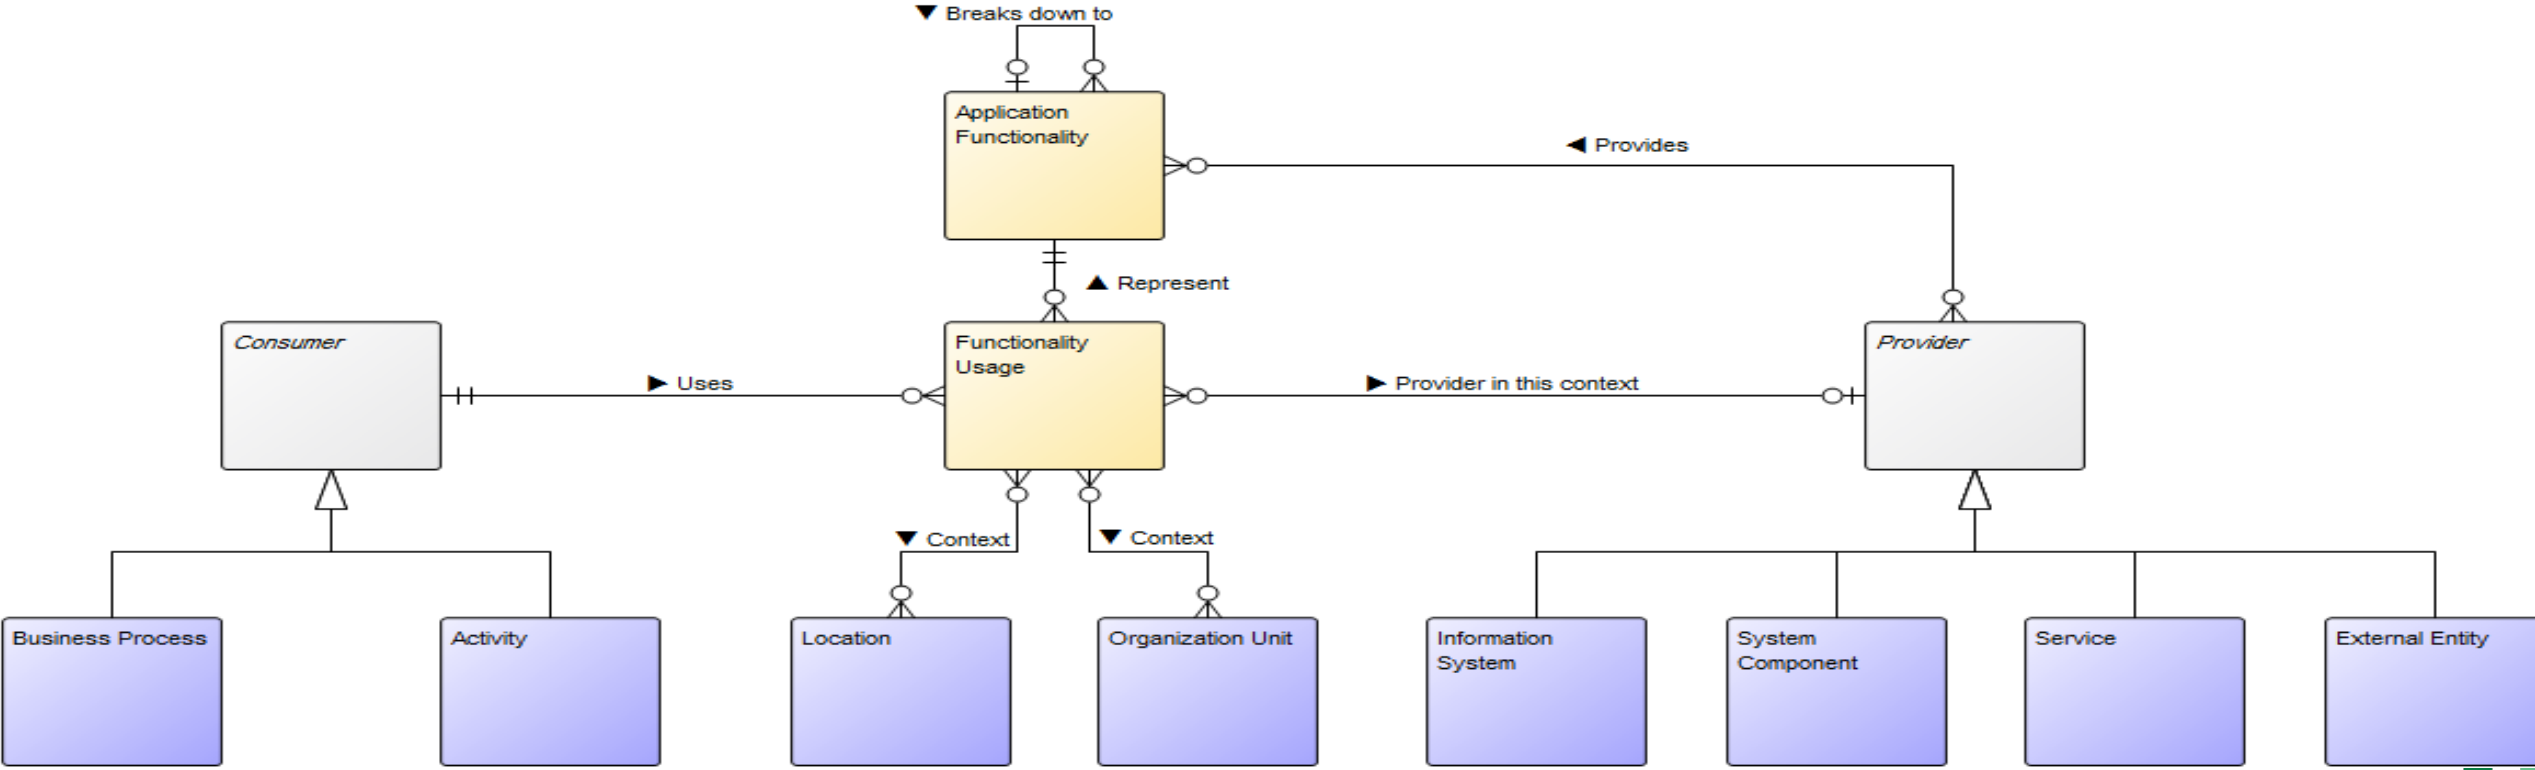 ▼ Breaks down to
Application
Functionality
◄ Provides
▲ Represent
Consumer
► Uses
Functionality
Usage
► Provider in this context
Provider
▼ Context
▼ Context
Business Process
Activity
Location
Organization Unit
Information
System
System
Component
Service
External Entity